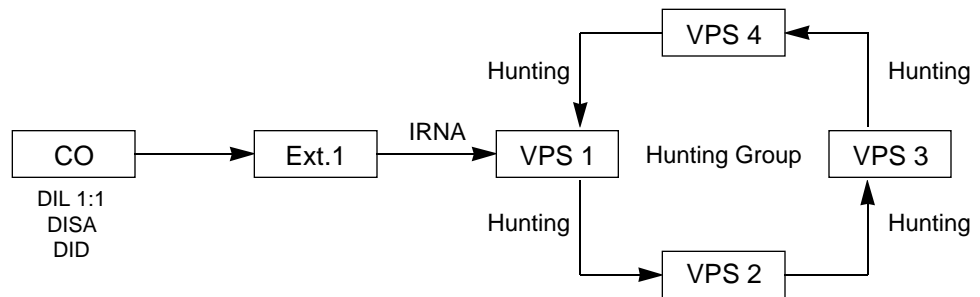 VPS 4
Hunting
Hunting
IRNA
CO
Ext.1
VPS 1
Hunting Group
VPS 3
DIL 1:1
DISA
DID
Hunting
Hunting
VPS 2